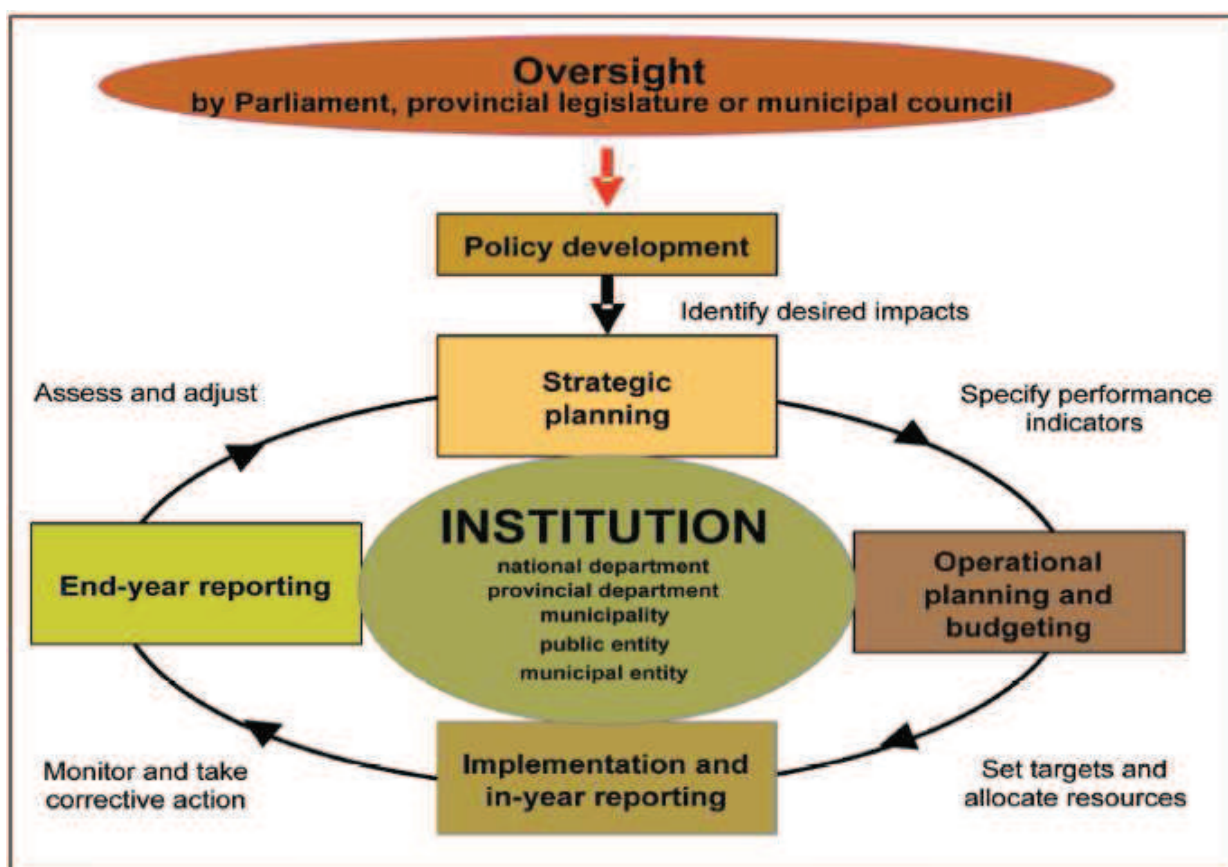 Oversight
by Parliament, provincial legislature or municipal council
Policy development
Identify desired impacts
Strategic
planning
Assess and adjust
Specify performance
indicators
INSTITUTION
national department
provincial department
municipality
public entity
municipal entity
End-year reporting
Operational
planning and
budgeting
Implementation and
in-year reporting
Monitor and take
corrective action
Set targets and
allocate resources